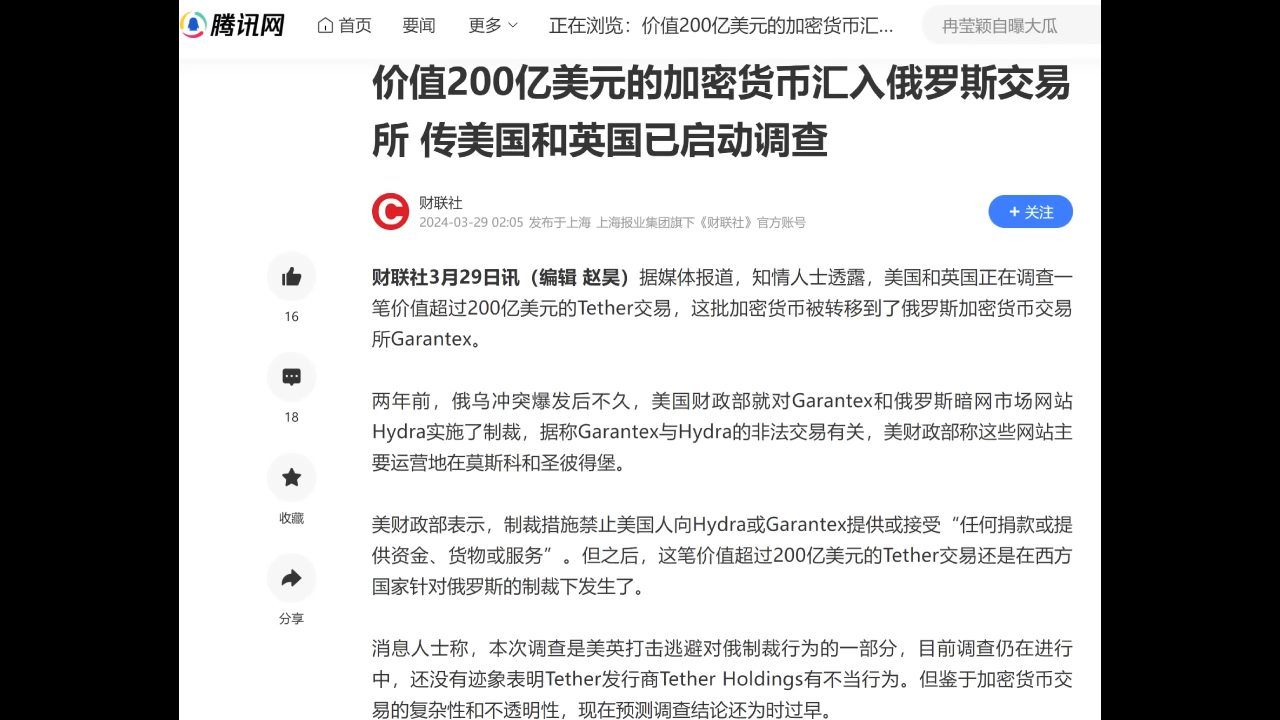 腾讯网 首页 要闻 更多 正在浏览：价值200亿美元的加密货币汇... 冉莹颖自曝大瓜
价值200亿美元的加密货币汇入俄罗斯交易
所 传美国和英国已启动调查
财联社
2024-03-29 02:05 发布于上海 上海报业集团旗下《财联社》官方账号
+ 关注
财联社3月29日讯（编辑 赵昊）据媒体报道，知情人士透露，美国和英国正在调查一
笔价值超过200亿美元的Tether交易，这批加密货币被转移到了俄罗斯加密货币交易
所Garantex。
16
两年前，俄乌冲突爆发后不久，美国财政部就对Garantex和俄罗斯暗网市场网站
Hydra实施了制裁，据称Garantex与Hydra的非法交易有关，美财政部称这些网站主
要运营地在莫斯科和圣彼得堡。
18
美财政部表示，制裁措施禁止美国人向Hydra或Garantex提供或接受“任何捐款或提
供资金、货物或服务”。但之后，这笔价值超过200亿美元的Tether交易还是在西方
国家针对俄罗斯的制裁下发生了。
收藏
分享
消息人士称，本次调查是美英打击逃避对俄制裁行为的一部分，目前调查仍在进行
中，还没有迹象表明Tether发行商Tether Holdings有不当行为。但鉴于加密货币交
易的复杂性和不透明性，现在预测调查结论还为时过早。